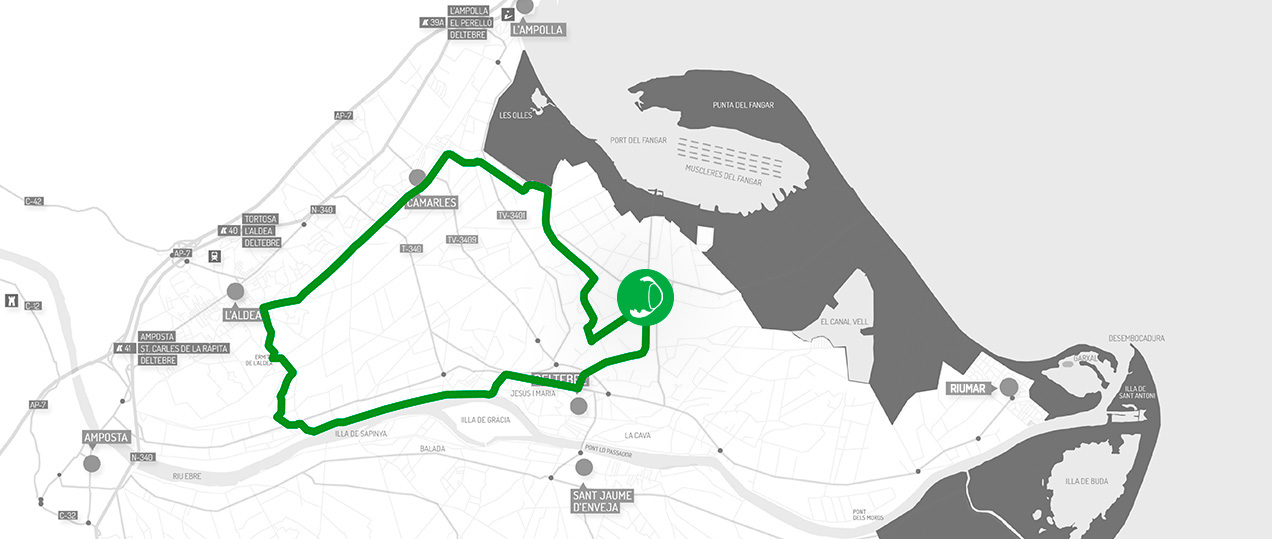 L'AMPOLLA
39A
EL PERELLÓ
DELTEBRE
L'AMPOLLA
AP-7
LES OLLES
PUNTA DEL FANGAR
PORT DEL FANGAR
MUSCLERES DEL FANGAR
C-42
CAMARLES
N-340
TORTOSA
40
L'ALDEA
DELTEBRE
TV-3401
TV-3409
T-340
AP-7
C-12
L'ALDEA
EL CANAL VELL
AMPOSTA
41
ST. CARLES DE LA RÀPITA
DELTEBRE
DE L'ALDEA
DESEMBOCADURA
GARXAL
DELTEBRE
JESÚS I MARIA
RIUMAR
ILLA DE
SANT ANTONI
AP-7
ILLA DE GRÀCIA
ILLA DE SAPINYA
LA CAVA
AMPOSTA
BALADA
PONT LO PASSADOR
N-340
RIU EBRE
ILLA DE BUDA
SANT JAUME
D'ENVEJA
C-32
PONT
DELS MOROS